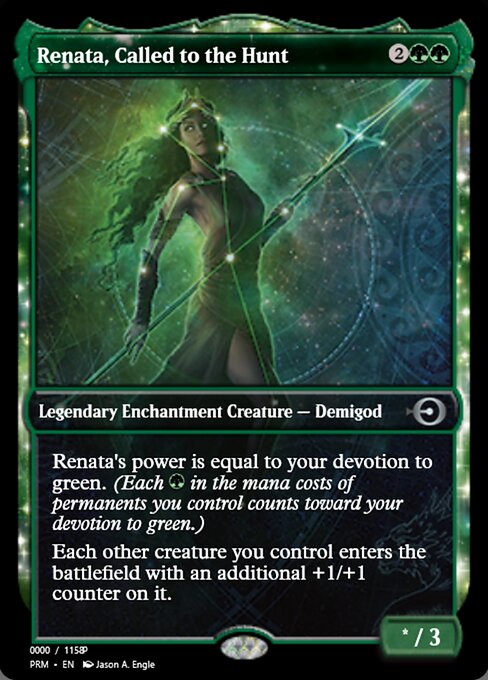 Renata, Called to the Hunt 2
Legendary Enchantment Creature — Demigod
Renata's power is equal to your devotion to
green. (Each in the mana costs of
permanents you control counts toward your
devotion to green.)
Each other creature you control enters the
battlefield with an additional +1/+1
counter on it.
* / 3
0000 / 1158P
PRM • EN Jason A. Engle